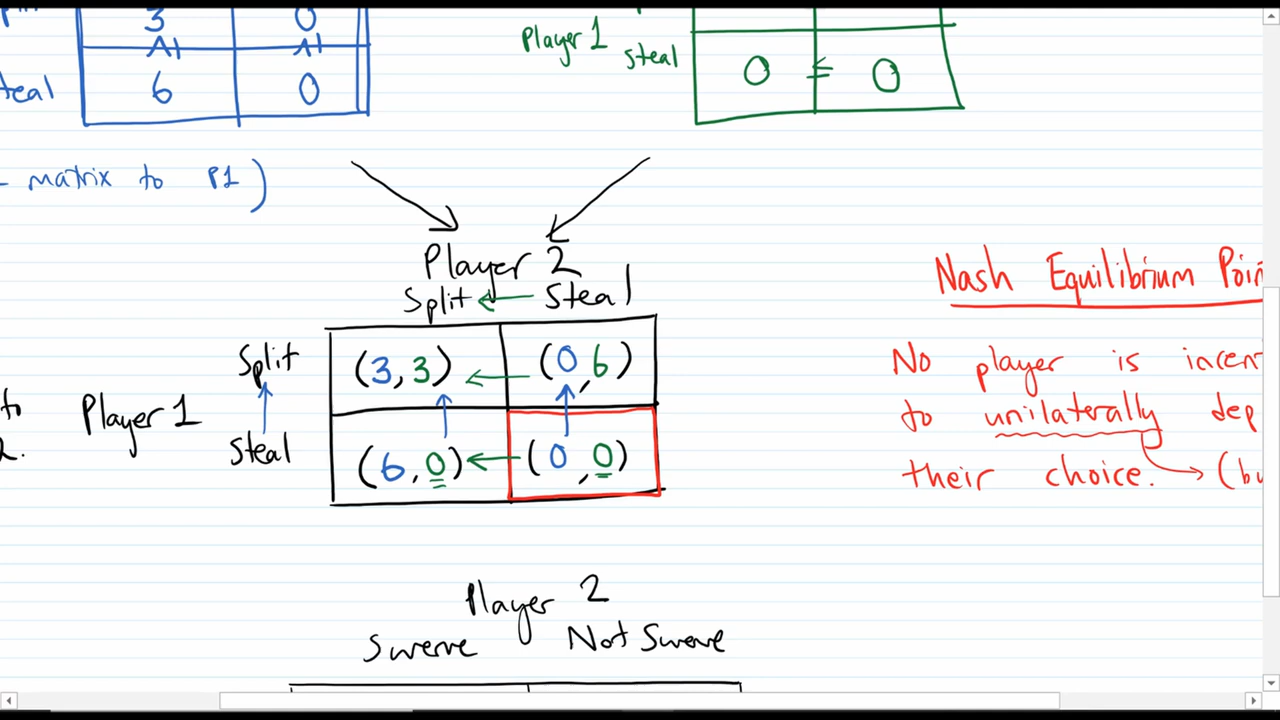 3 0
Player 1 steal
0 = 0
6 0
matrix to P1)
Player 2
Split ← Steal
Nash Equilibrium
Split (3,3) ← (0,6)
No player is
to
Player 1
to unilaterally
2.
Steal (6,0) ← (0,0)
their choice. → (
Player 2
Swerve Not Swerve